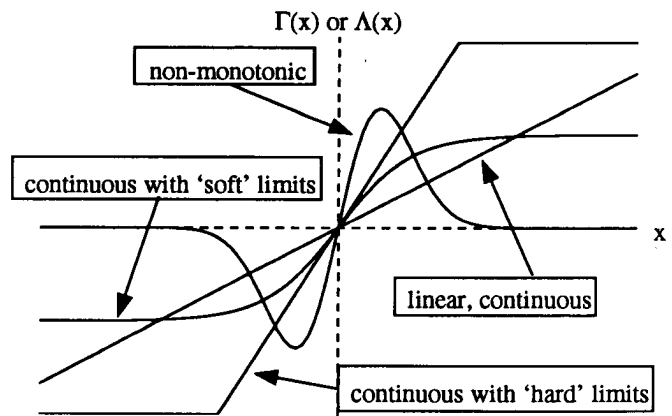 Γ(x) or Λ(x)
non-monotonic
continuous with ‘soft’ limits
x
linear, continuous
continuous with ‘hard’ limits